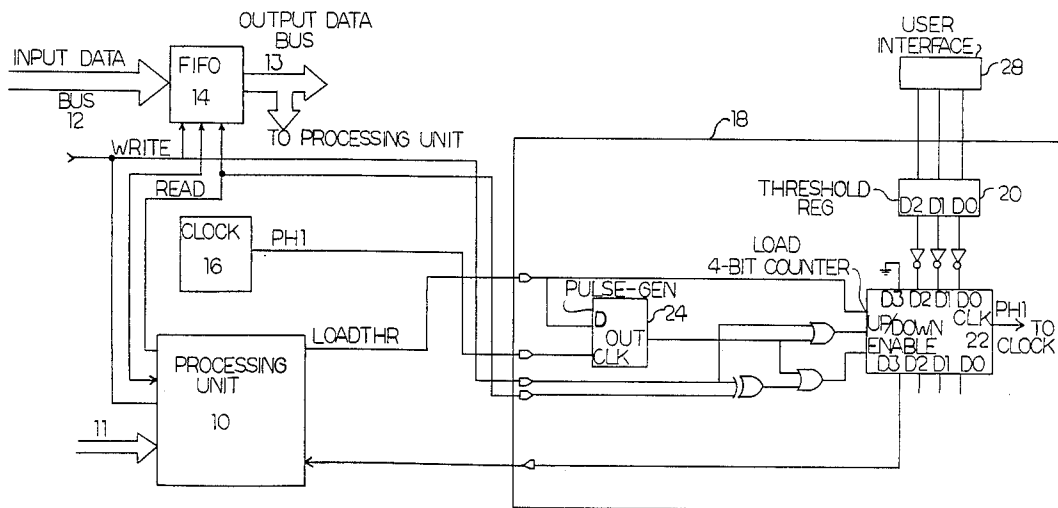 INPUT DATA
BUS
12
FIFO
14
OUTPUT DATA
BUS
13
TO PROCESSING UNIT
WRITE
READ
CLOCK
16
PH1
LOADTHR
PROCESSING
UNIT
10
11
18
USER
INTERFACE
28
THRESHOLD
REG
D2 D1 D0
20
LOAD
4-BIT COUNTER
PULSE-GEN
24
D
OUT
CLK
D3 D2 D1 D0
CLK
UP/DOWN
22
ENABLE
D3 D2 D1 D0
PH1
TO
CLOCK